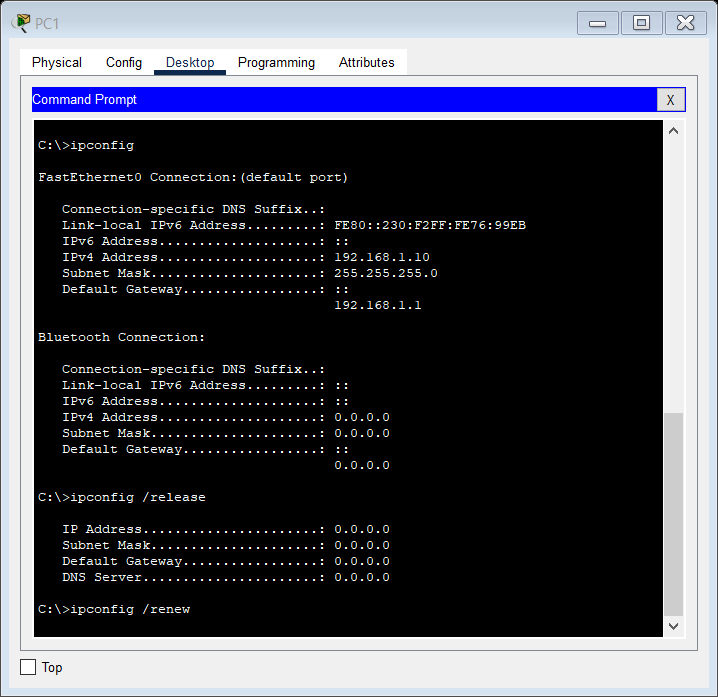 PC1
Physical Config Desktop Programming Attributes
Command Prompt X
C:\>ipconfig
FastEthernet0 Connection:(default port)
Connection-specific DNS Suffix..:
Link-local IPv6 Address.........: FE80::230:F2FF:FE76:99EB
IPv6 Address....................: ::
IPv4 Address....................: 192.168.1.10
Subnet Mask.....................: 255.255.255.0
Default Gateway.................: ::
192.168.1.1
Bluetooth Connection:
Connection-specific DNS Suffix..:
Link-local IPv6 Address.........: ::
IPv6 Address....................: ::
IPv4 Address....................: 0.0.0.0
Subnet Mask.....................: 0.0.0.0
Default Gateway.................: ::
0.0.0.0
C:\>ipconfig /release
IP Address......................: 0.0.0.0
Subnet Mask.....................: 0.0.0.0
Default Gateway.................: 0.0.0.0
DNS Server......................: 0.0.0.0
C:\>ipconfig /renew
Top